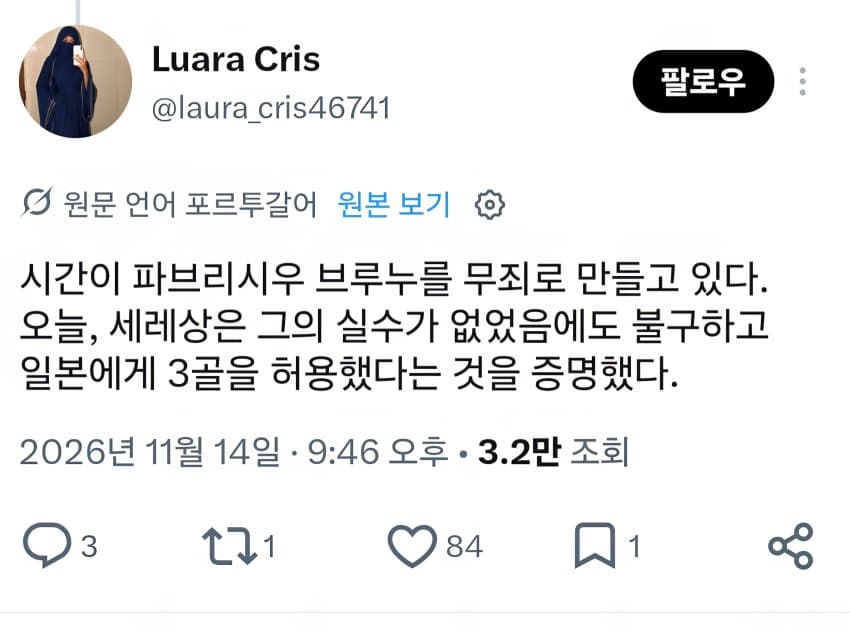 Luara Cris
팔로우
@laura_cris46741
원문 언어 포르투갈어 원본 보기
시간이 파브리시우 브루누를 무죄로 만들고 있다.
오늘, 세레상은 그의 실수가 없었음에도 불구하고
일본에게 3골을 허용했다는 것을 증명했다.
2026년 11월 14일 · 9:46 오후 · 3.2만 조회
3 1 84 1